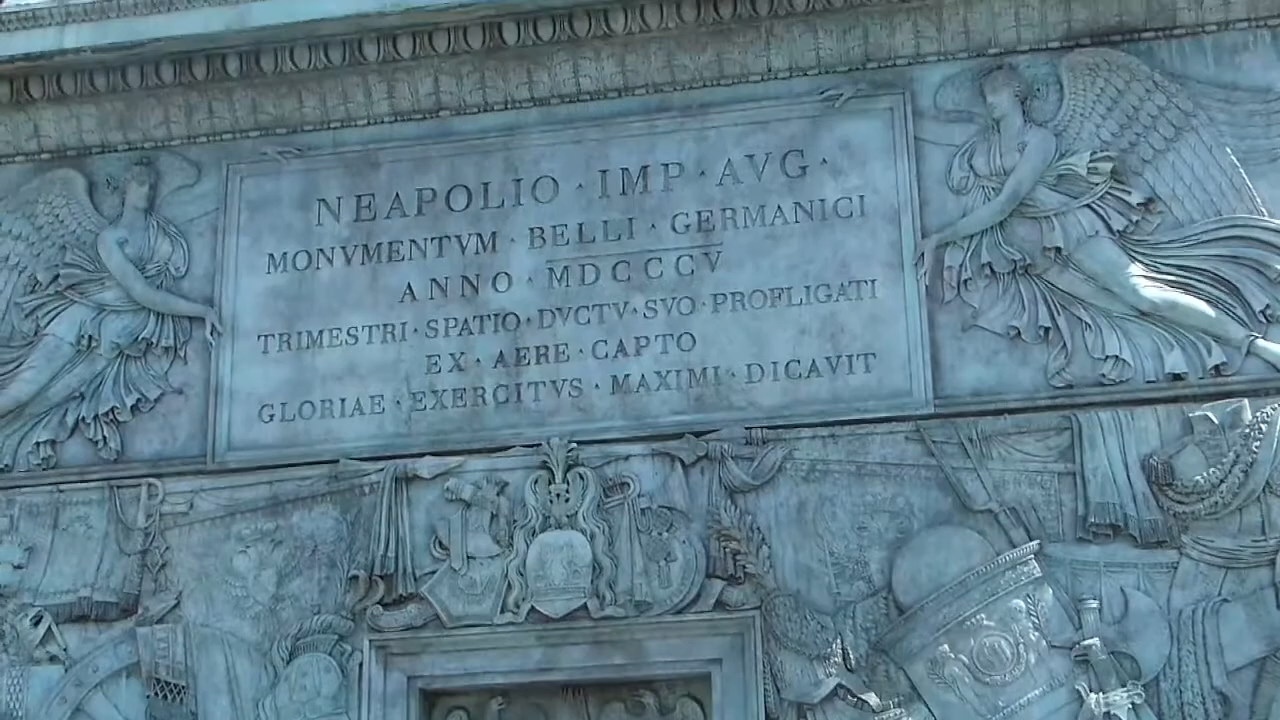 NEAPOLIO · IMP · AVG ·
MONVMENTVM · BELLI · GERMANICI
ANNO · MDCCCV
TRIMESTRI · SPATIO · DVCTV · SVO · PROFLIGATI
EX · AERE · CAPTO
GLORIAE · EXERCITVS · MAXIMI · DICAVIT